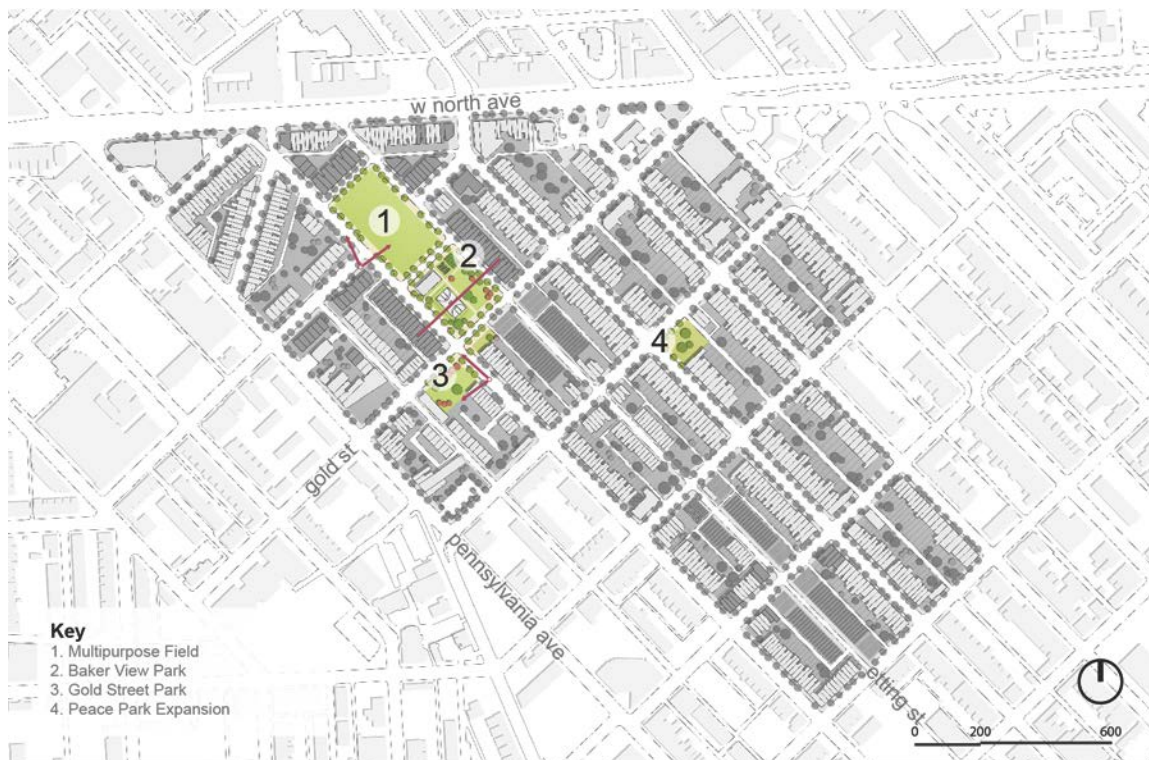 w north ave
1
2
4
3
gold st
pennsylvania ave
etting st
Key
1. Multipurpose Field
2. Baker View Park
3. Gold Street Park
4. Peace Park Expansion
0 200 600